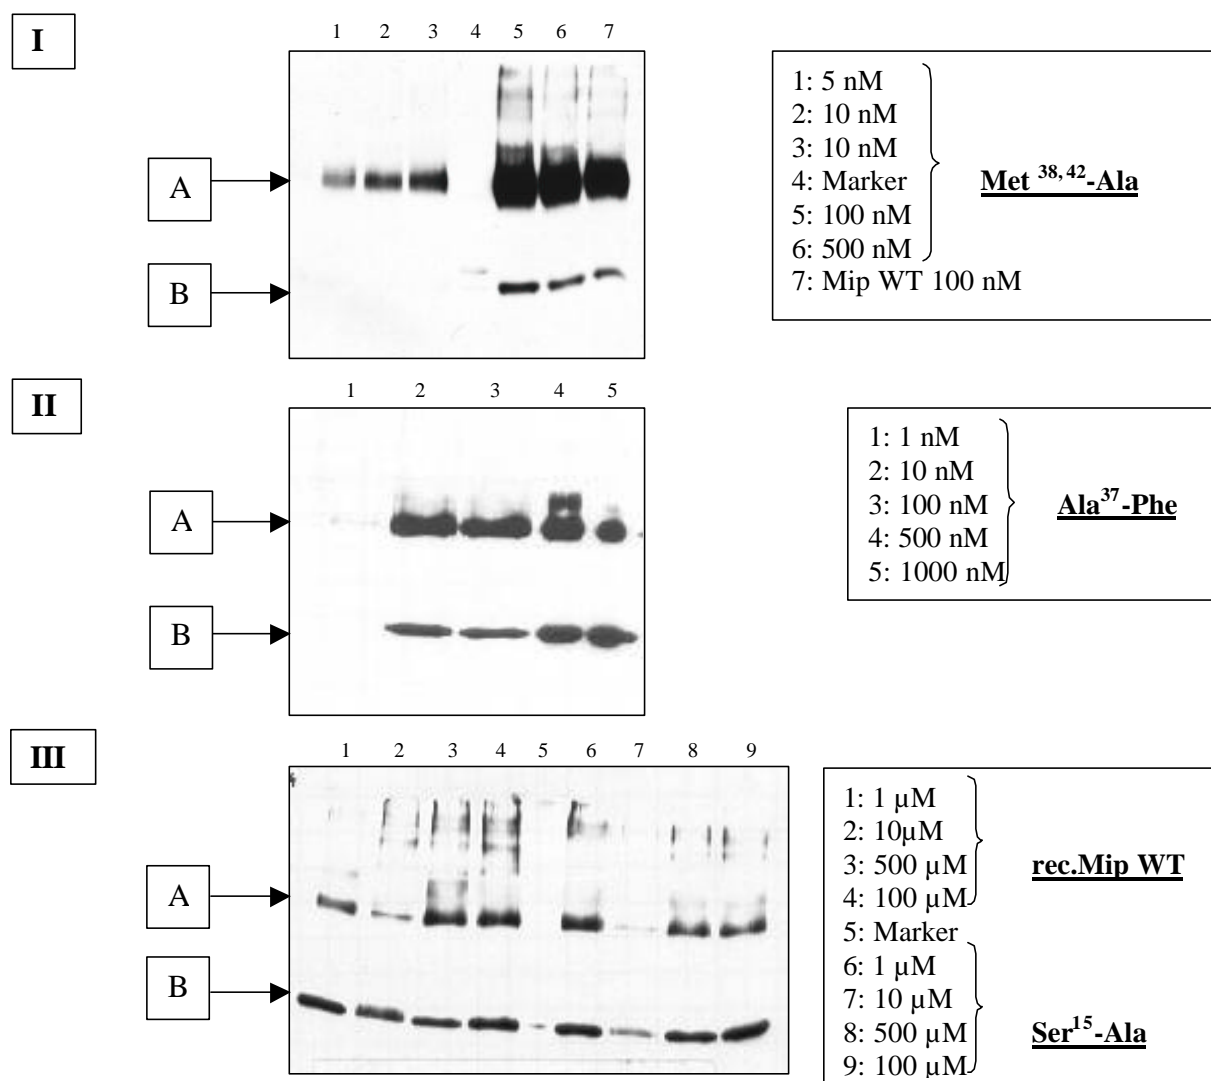 I
1 2 3 4 5 6 7
A
B
1: 5 nM
2: 10 nM
3: 10 nM
4: Marker
5: 100 nM
6: 500 nM
7: Mip WT 100 nM
Met 38,42-Ala
II
1 2 3 4 5
A
B
1: 1 nM
2: 10 nM
3: 100 nM
4: 500 nM
5: 1000 nM
Ala37-Phe
III
1 2 3 4 5 6 7 8 9
A
B
1: 1 µM
2: 10µM
3: 500 µM
4: 100 µM
5: Marker
6: 1 µM
7: 10 µM
8: 500 µM
9: 100 µM
rec.Mip WT
Ser15-Ala